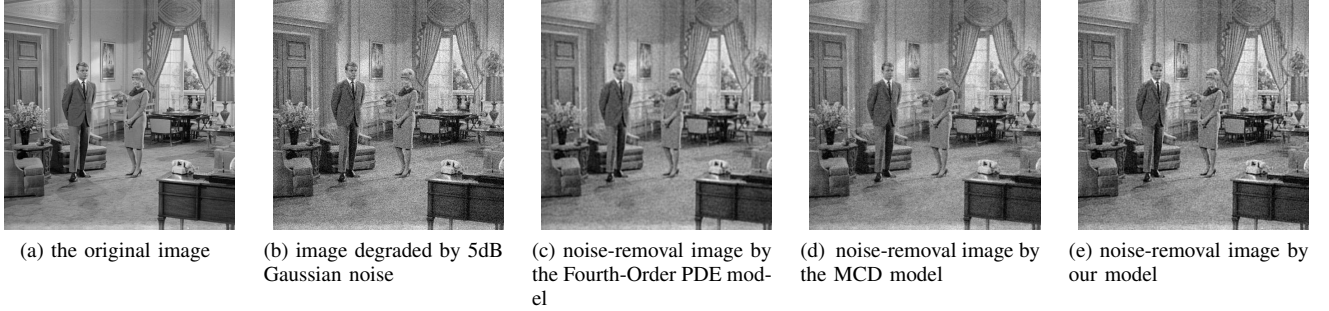 (a) the original image
(b) image degraded by 5dB
Gaussian noise
(c) noise-removal image by
the Fourth-Order PDE mod-
el
(d) noise-removal image by
the MCD model
(e) noise-removal image by
our model